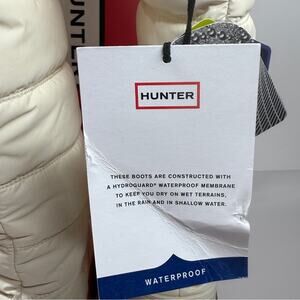 HUNTER
HUNTER
THESE BOOTS ARE CONSTRUCTED WITH
A HYDROGUARD® WATERPROOF MEMBRANE
TO KEEP YOU DRY ON WET TERRAINS,
IN THE RAIN AND IN SHALLOW WATER.
WATERPROOF